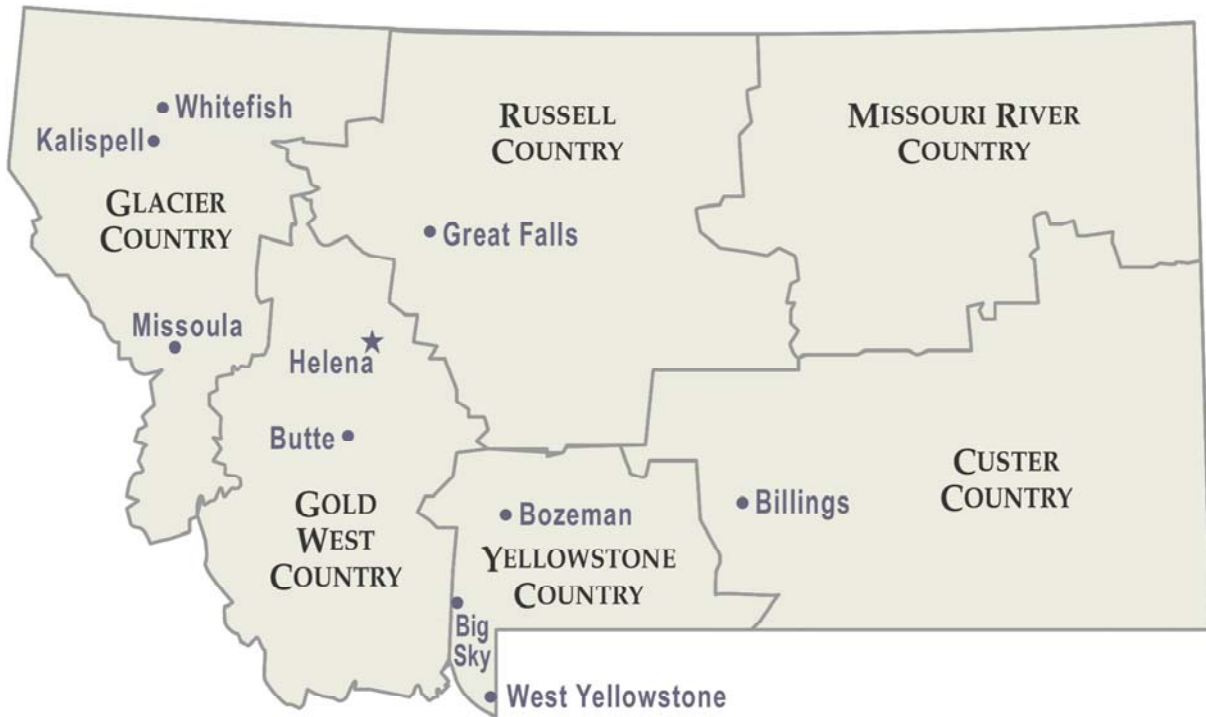 Whitefish
Kalispell
GLACIER
COUNTRY
Missoula
RUSSELL
COUNTRY
Great Falls
MISSOURI RIVER
COUNTRY
Helena
Butte
GOLD
WEST
COUNTRY
Bozeman
YELLOWSTONE
COUNTRY
Big
Sky
West Yellowstone
Billings
CUSTER
COUNTRY